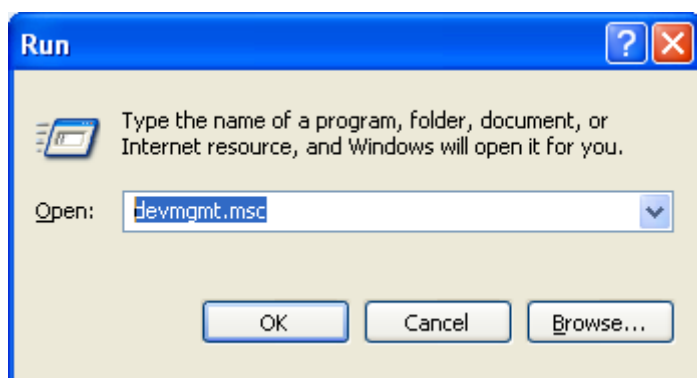 Run
Type the name of a program, folder, document, or
Internet resource, and Windows will open it for you.
Open: devmgmt.msc
OK Cancel Browse...